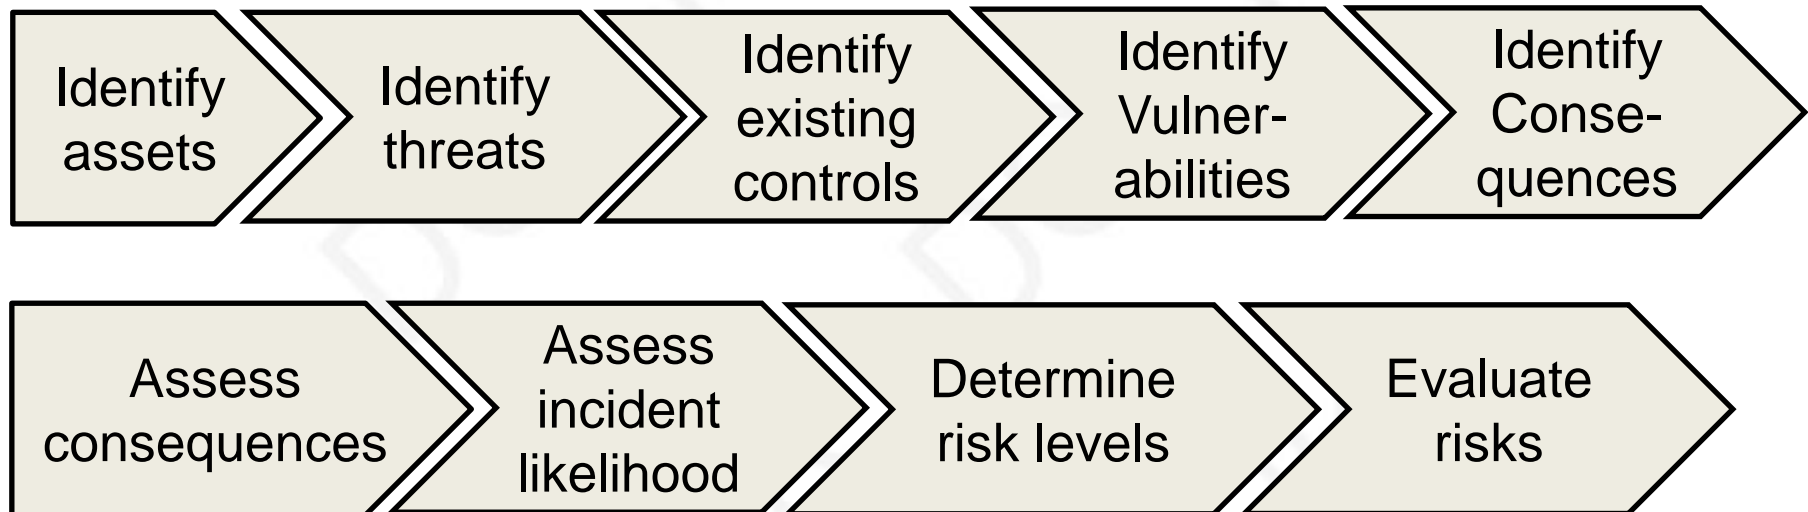 Identify
assets
Identify
threats
Identify
existing
controls
Identify
Vulner-
abilities
Identify
Conse-
quences
Assess
consequences
Assess
incident
likelihood
Determine
risk levels
Evaluate
risks